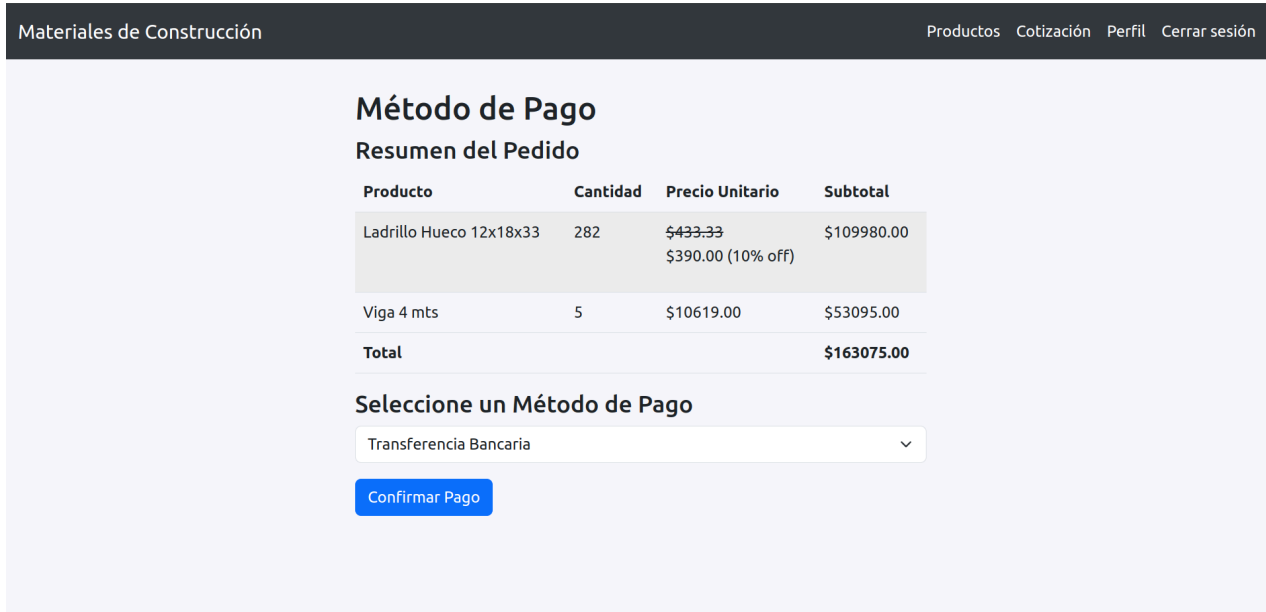 Materiales de Construcción Productos Cotización Perfil Cerrar sesión
Método de Pago
Resumen del Pedido
Producto Cantidad Precio Unitario Subtotal
Ladrillo Hueco 12x18x33 282 $433.33 $109980.00
$390.00 (10% off)
Viga 4 mts 5 $10619.00 $53095.00
Total $163075.00
Seleccione un Método de Pago
Transferencia Bancaria
Confirmar Pago